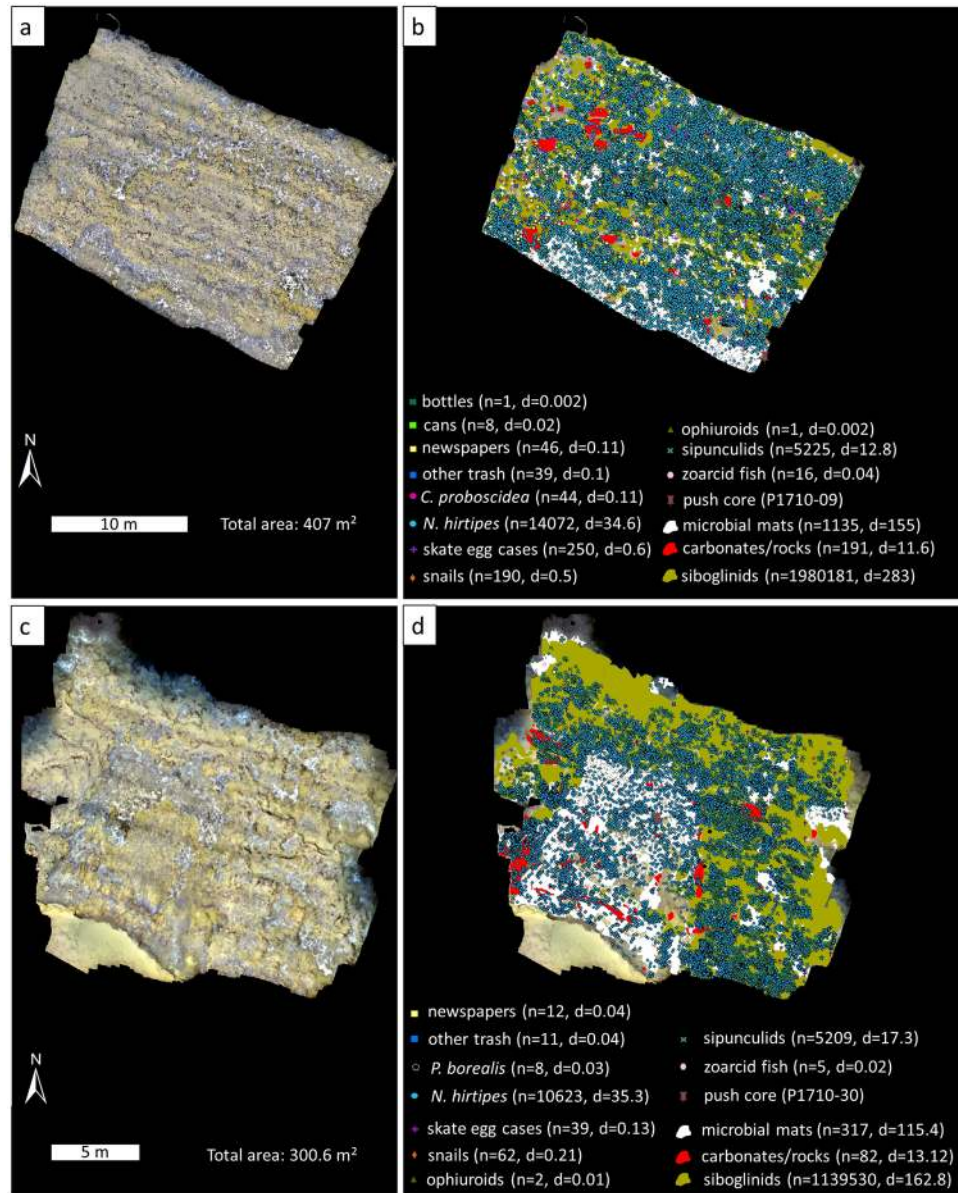 a
N
10 m
Total area: 407 m²
b
bottles (n=1, d=0.002)
cans (n=8, d=0.02)
newspapers (n=46, d=0.11)
other trash (n=39, d=0.1)
C. proboscidea (n=44, d=0.11)
N. hirtipes (n=14072, d=34.6)
skate egg cases (n=250, d=0.6)
snails (n=190, d=0.5)
ophiuroids (n=1, d=0.002)
sipunculids (n=5225, d=12.8)
zoarcid fish (n=16, d=0.04)
push core (P1710-09)
microbial mats (n=1135, d=155)
carbonates/rocks (n=191, d=11.6)
siboglinids (n=1980181, d=283)
c
N
5 m
Total area: 300.6 m²
d
newspapers (n=12, d=0.04)
other trash (n=11, d=0.04)
P. borealis (n=8, d=0.03)
N. hirtipes (n=10623, d=35.3)
skate egg cases (n=39, d=0.13)
snails (n=62, d=0.21)
ophiuroids (n=2, d=0.01)
sipunculids (n=5209, d=17.3)
zoarcid fish (n=5, d=0.02)
push core (P1710-30)
microbial mats (n=317, d=115.4)
carbonates/rocks (n=82, d=13.12)
siboglinids (n=1139530, d=162.8)